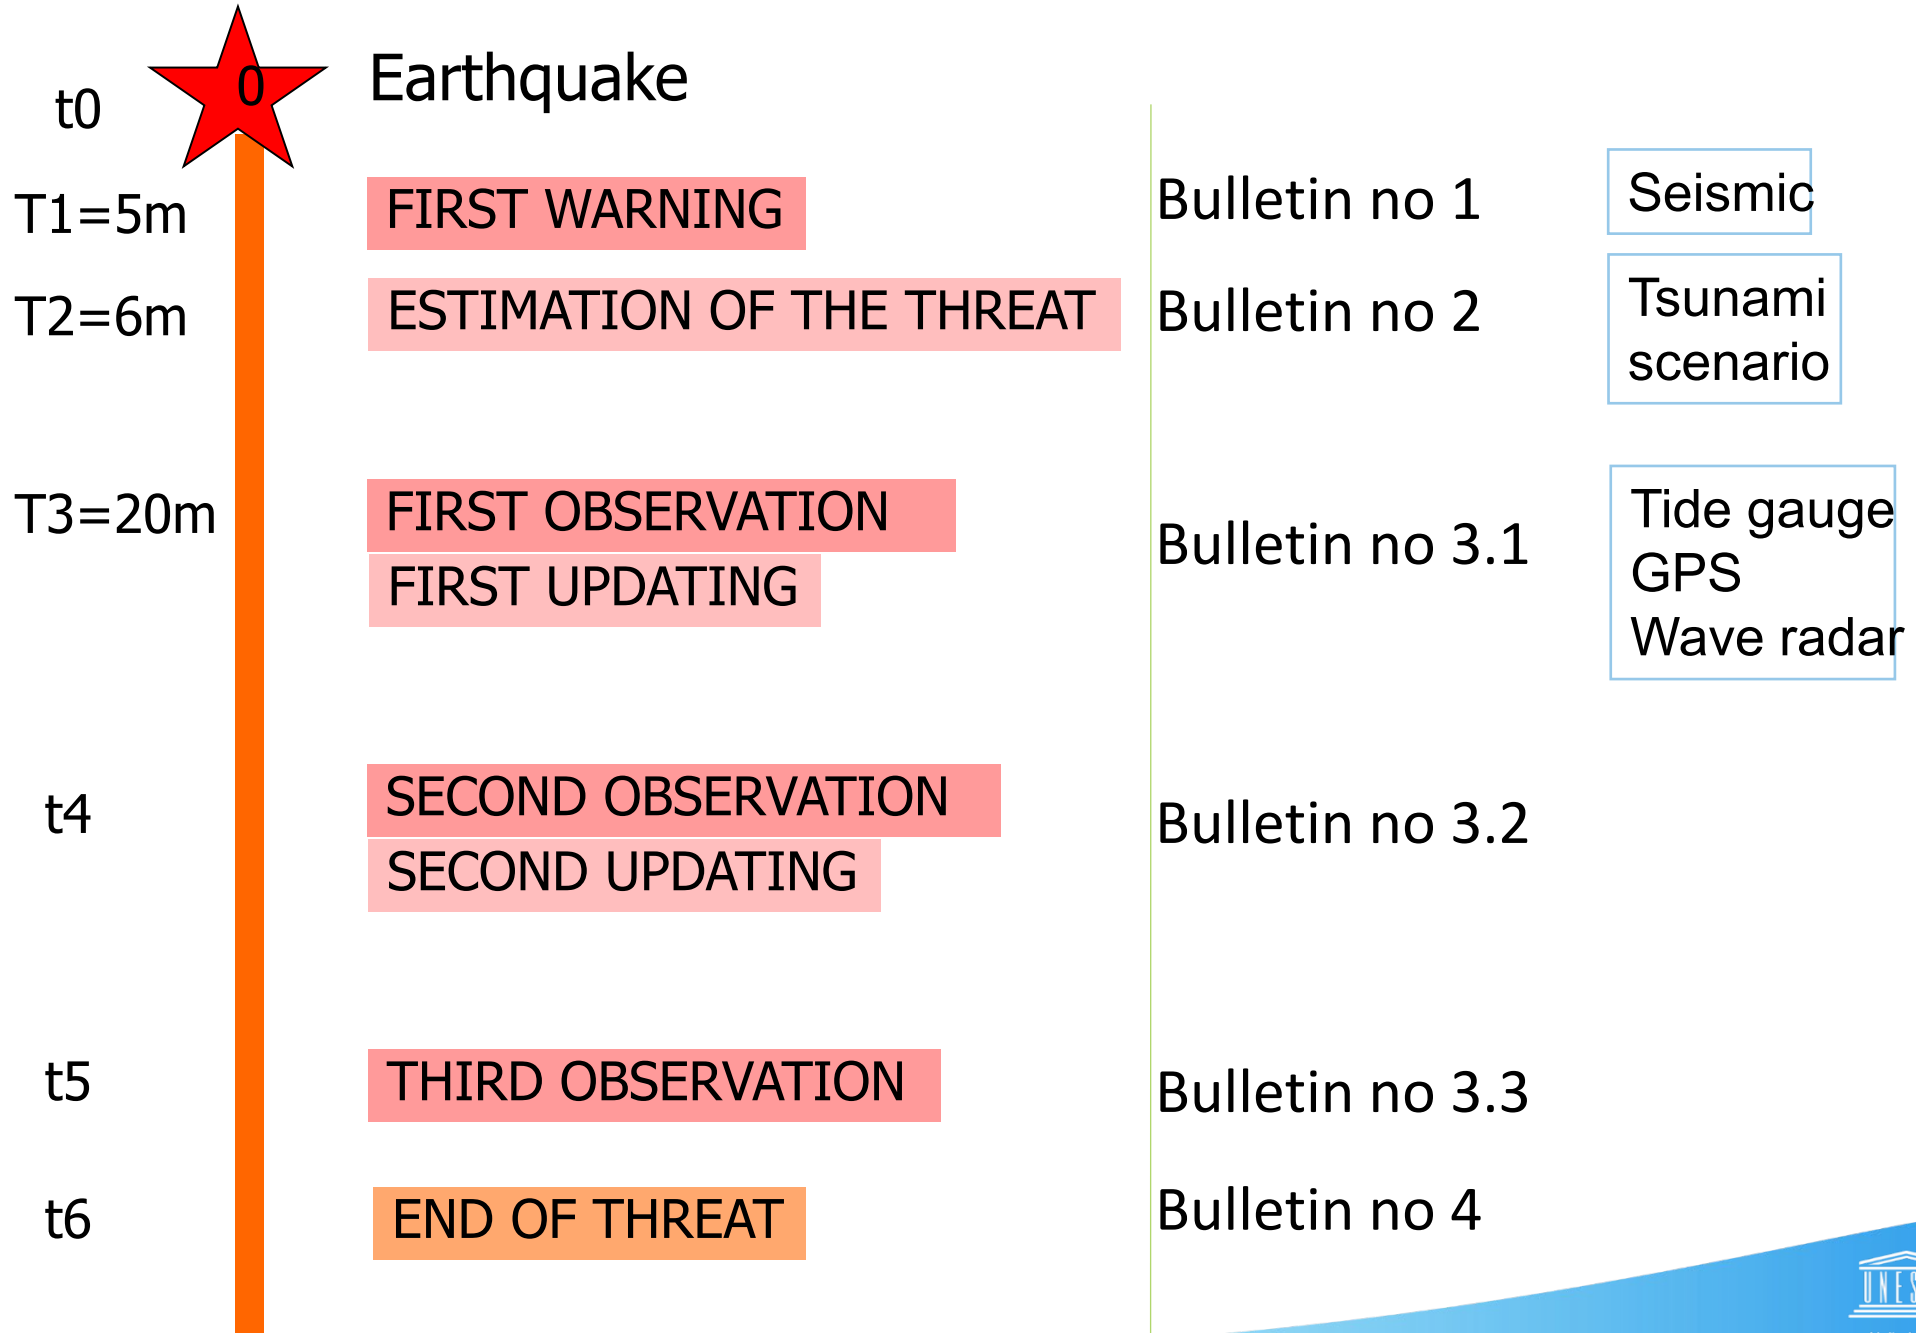 0
Earthquake
t0
T1=5m
FIRST WARNING
Bulletin no 1
Seismic
T2=6m
ESTIMATION OF THE THREAT
Bulletin no 2
Tsunami
scenario
T3=20m
FIRST OBSERVATION
FIRST UPDATING
Bulletin no 3.1
Tide gauge
GPS
Wave radar
t4
SECOND OBSERVATION
SECOND UPDATING
Bulletin no 3.2
t5
THIRD OBSERVATION
Bulletin no 3.3
t6
END OF THREAT
Bulletin no 4